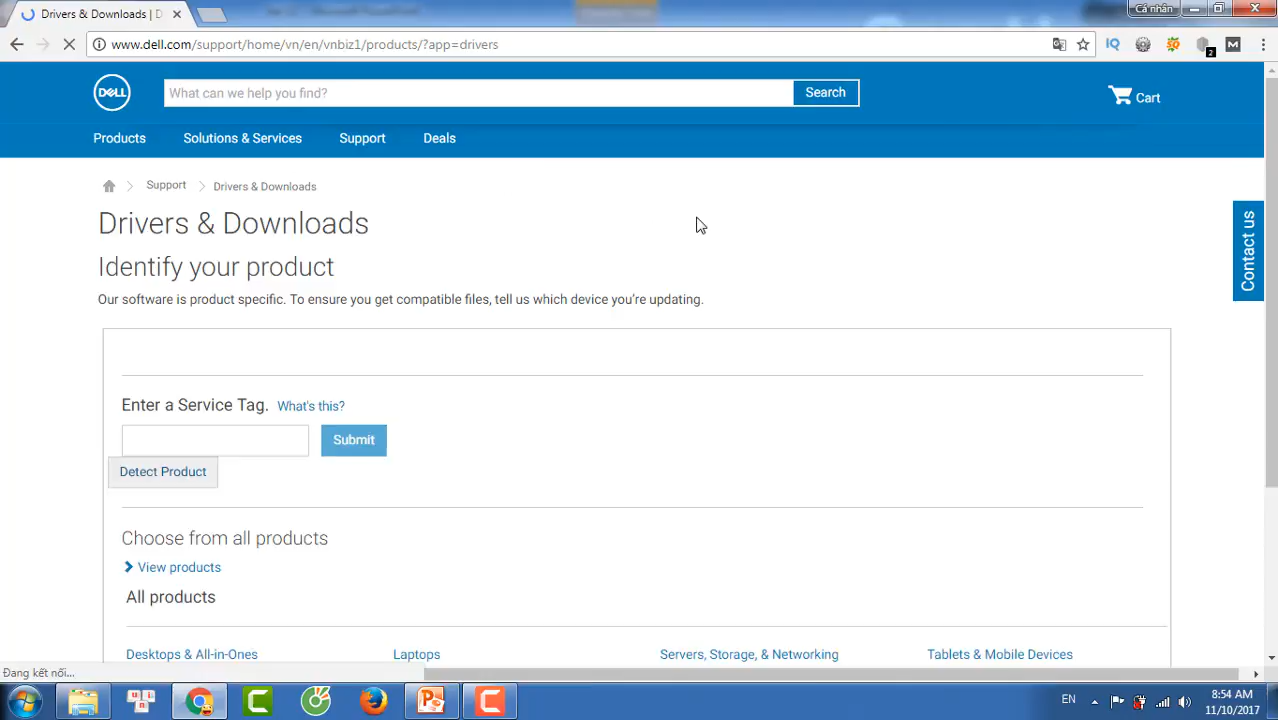 Drivers & Downloads | D
Cá nhân
www.dell.com/support/home/vn/en/vnbiz1/products/?app=drivers
2
DELL
What can we help you find?
Search
Cart
Products
Solutions & Services
Support
Deals
Support
Drivers & Downloads
Drivers & Downloads
Contact us
Identify your product
Our software is product specific. To ensure you get compatible files, tell us which device you're updating.
Enter a Service Tag. What's this?
Submit
Detect Product
Choose from all products
View products
All products
Desktops & All-in-Ones
Laptops
Servers, Storage, & Networking
Tablets & Mobile Devices
Đang kết nối...
EN
8:54 AM
11/10/2017